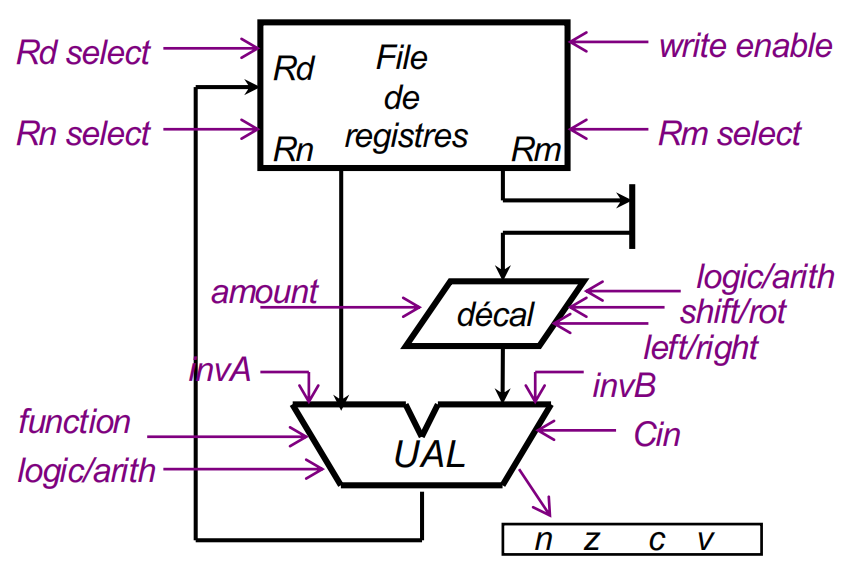 Rd select
Rd
File
write enable
de
Rn select
registres
Rm select
Rn
Rm
logic/arith
amount
décal
shift/rot
left/right
invA
invB
function
Cin
UAL
logic/arith
n z c v